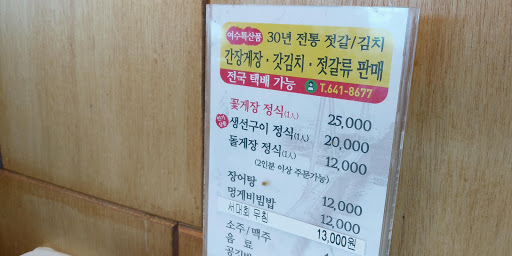 여수특산품 30년 전통 젓갈/김치
간장게장·갓김치·젓갈류 판매
전국 택배 가능 T.641-8677
꽃게장 정식(1人) 25,000
생선구이 정식(1人) 20,000
돌게장 정식(1人) 12,000
(2인분 이상 주문가능)
장어탕 12,000
멍게비빔밥 12,000
서대회 무침 13,000원
소주/맥주
음료
공기밥